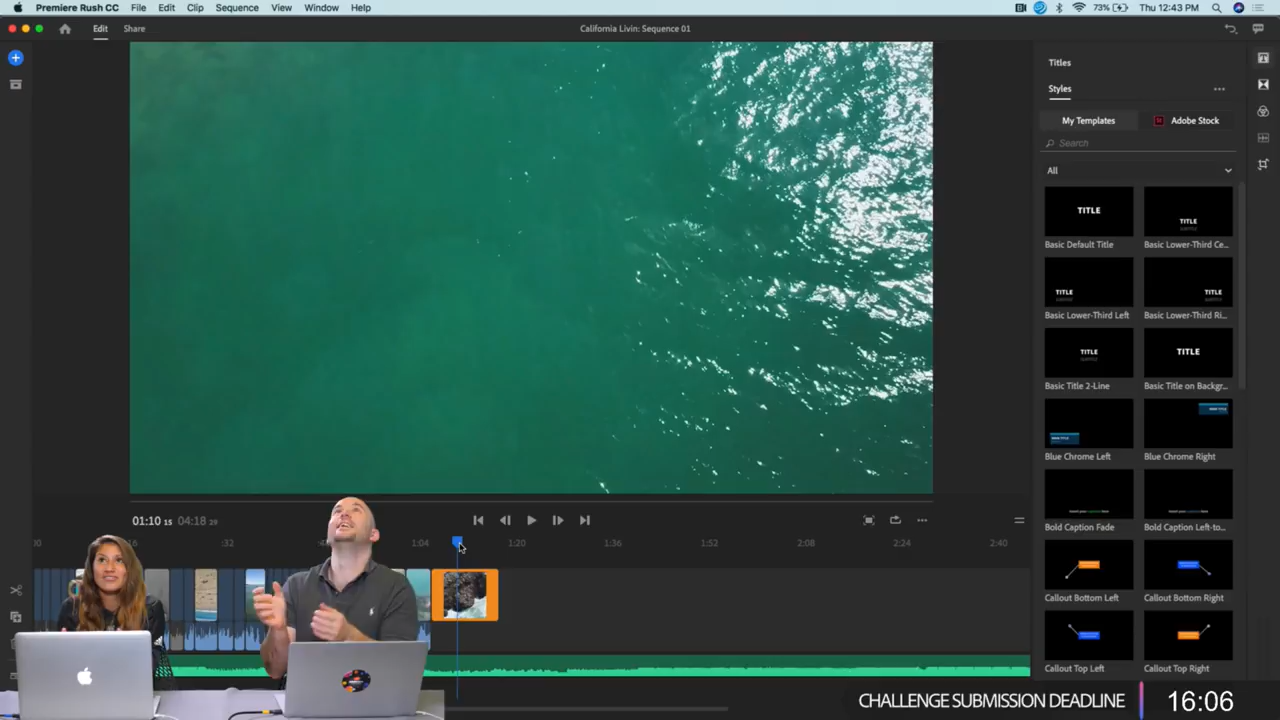 Premiere Rush CC File Edit Clip Sequence View Window Help 73% Thu 12:43 PM
Edit Share California Livin: Sequence 01
Titles
Styles
My Templates Adobe Stock
Search
All
TITLE TITLE
Basic Default Title Basic Lower-Third Ce...
TITLE TITLE
Basic Lower-Third Left Basic Lower-Third Ri...
TITLE TITLE
Basic Title 2-Line Basic Title on Backgr...
Blue Chrome Left Blue Chrome Right
Bold Caption Fade Bold Caption Left-to...
Callout Bottom Left Callout Bottom Right
Callout Top Left Callout Top Right
01:10 15 04:18 29
:32 1:04 1:20 1:36 1:52 2:08 2:24 2:40
CHALLENGE SUBMISSION DEADLINE 16:06